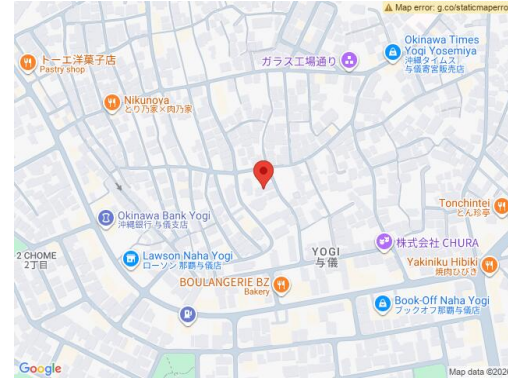 Map error: g.co/staticmaperro
Okinawa Times
Yogi Yosemiya
沖縄タイムス
与儀寄宮販売店
トーエ洋菓子店
Pastry shop
ガラス工場通り
Nikunova
とり乃家×肉乃家
Tonchintei
とん珍亭
Okinawa Bank Yogi
沖縄銀行 与儀支店
YOGI
与儀
株式会社 CHURA
2 CHOME
2丁目
Lawson Naha Yogi
ローソン 那覇与儀店
Yakiniku Hibiki
焼肉ひびき
BOULANGERIE BZ
Bakery
Book-Off Naha Yogi
ブックオフ那覇与儀店
Google
Map data ©202